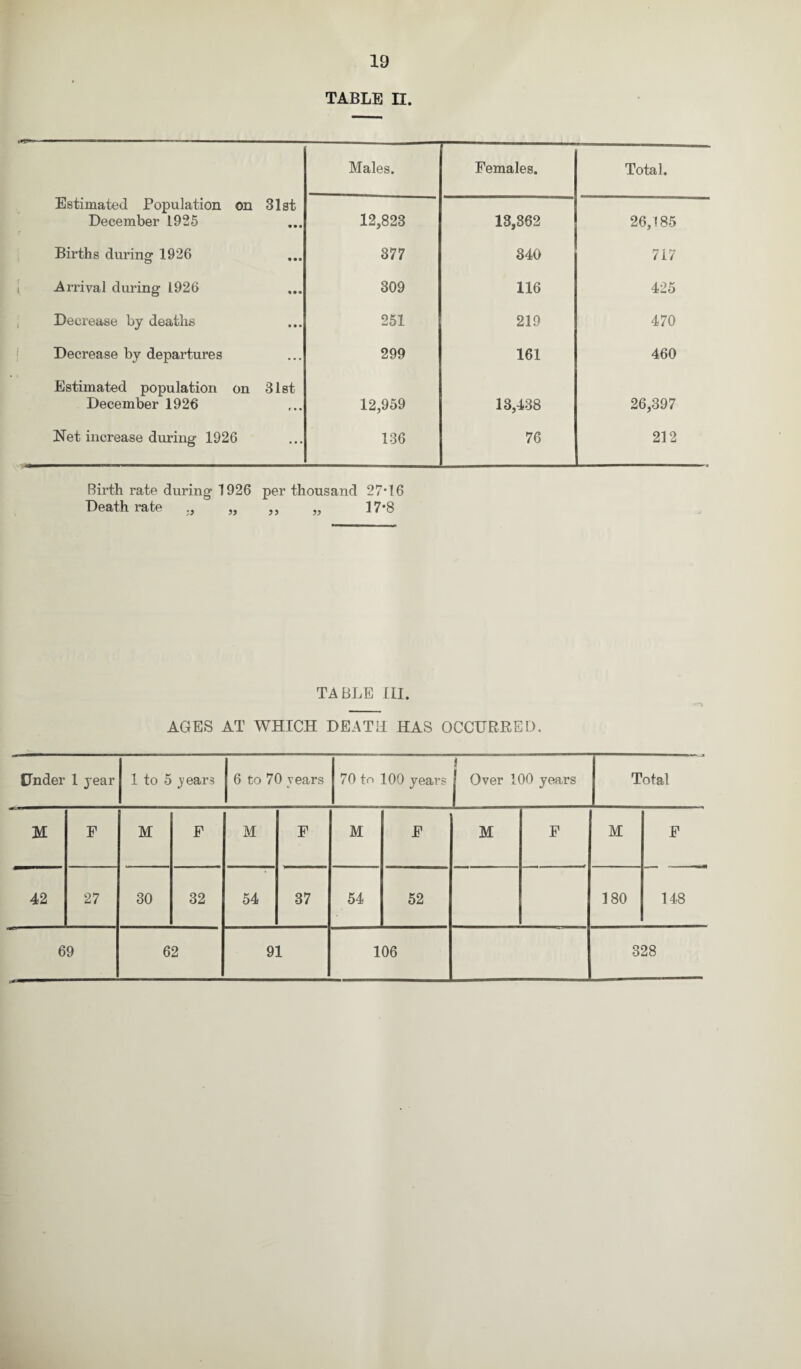 19
TABLE II.
Males. Females. Total.
Estimated Population on 31st
December 1925 ... 12,823 13,362 26,185
Births during 1926 ... 377 340 717
Arrival during 1926 ... 309 116 425
Decrease by deaths ... 251 219 470
Decrease by departures ... 299 161 460
Estimated population on 31st
December 1926 ... 12,959 13,438 26,397
Net increase during 1926 ... 136 76 212
Birth rate during 1926 per thousand 27·16
Death rate „ „ „ „ 17·8
TABLE III.
AGES AT WHICH DEATH HAS OCCURRED.
Under 1 year 1 to 5 years 6 to 70 years 70 to 100 years Over 100 years Total
M F M F M F M F M F M F
42 27 30 32 54 37 54 52 180 148
69 62 91 106 328